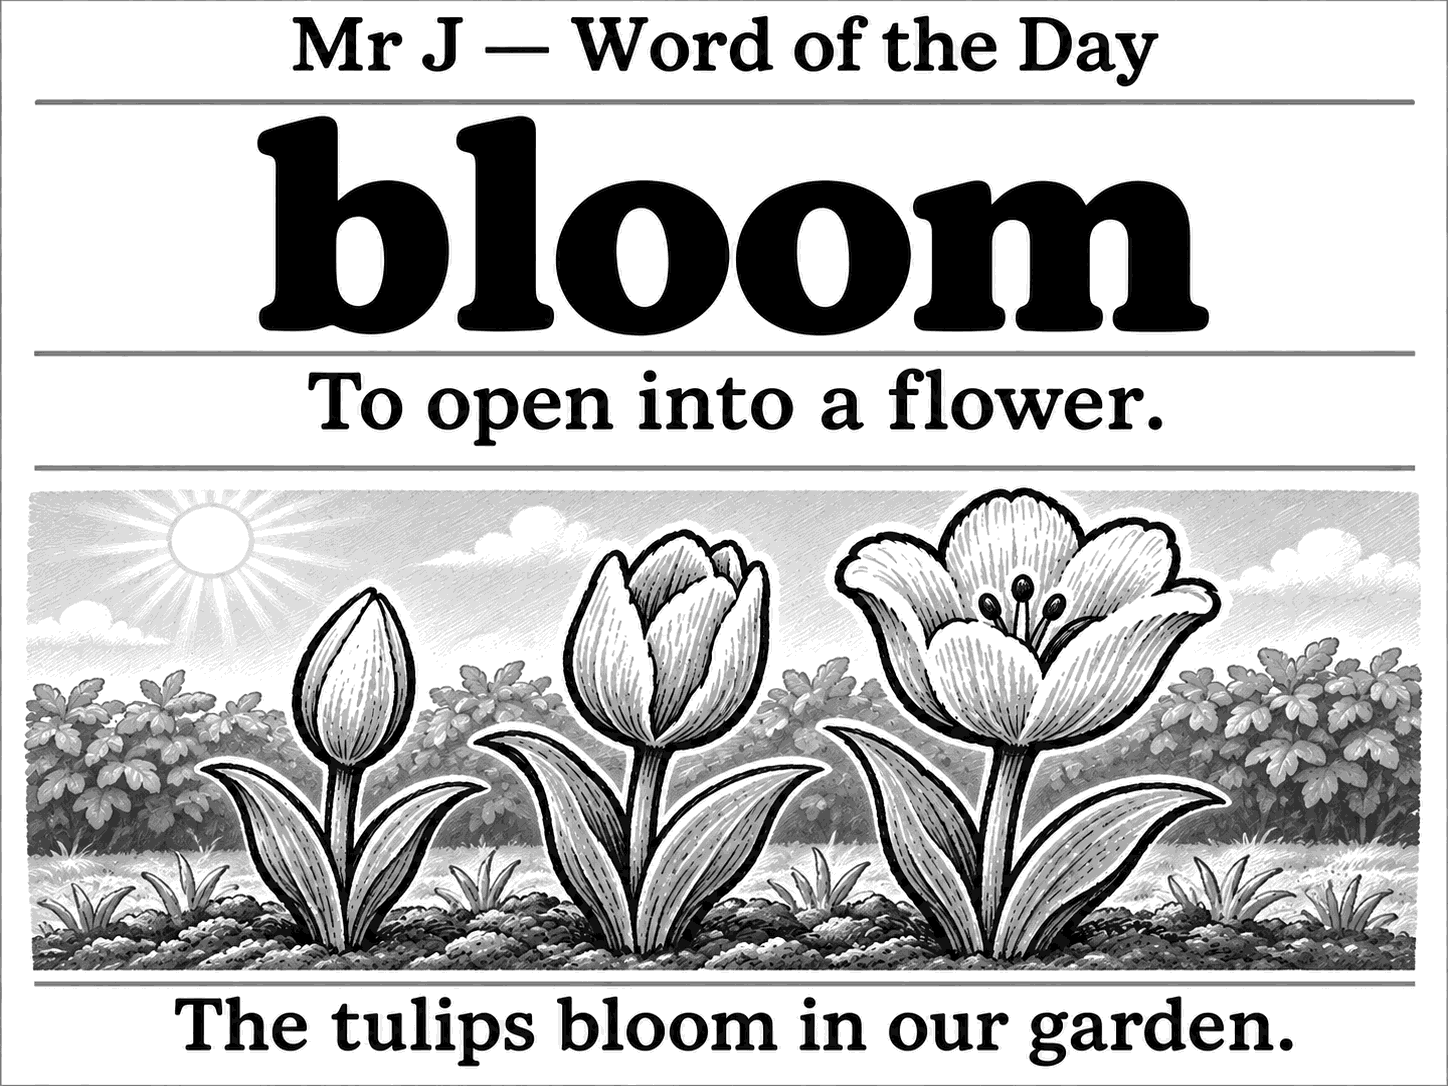 Mr J — Word of the Day
bloom
To open into a flower.
The tulips bloom in our garden.